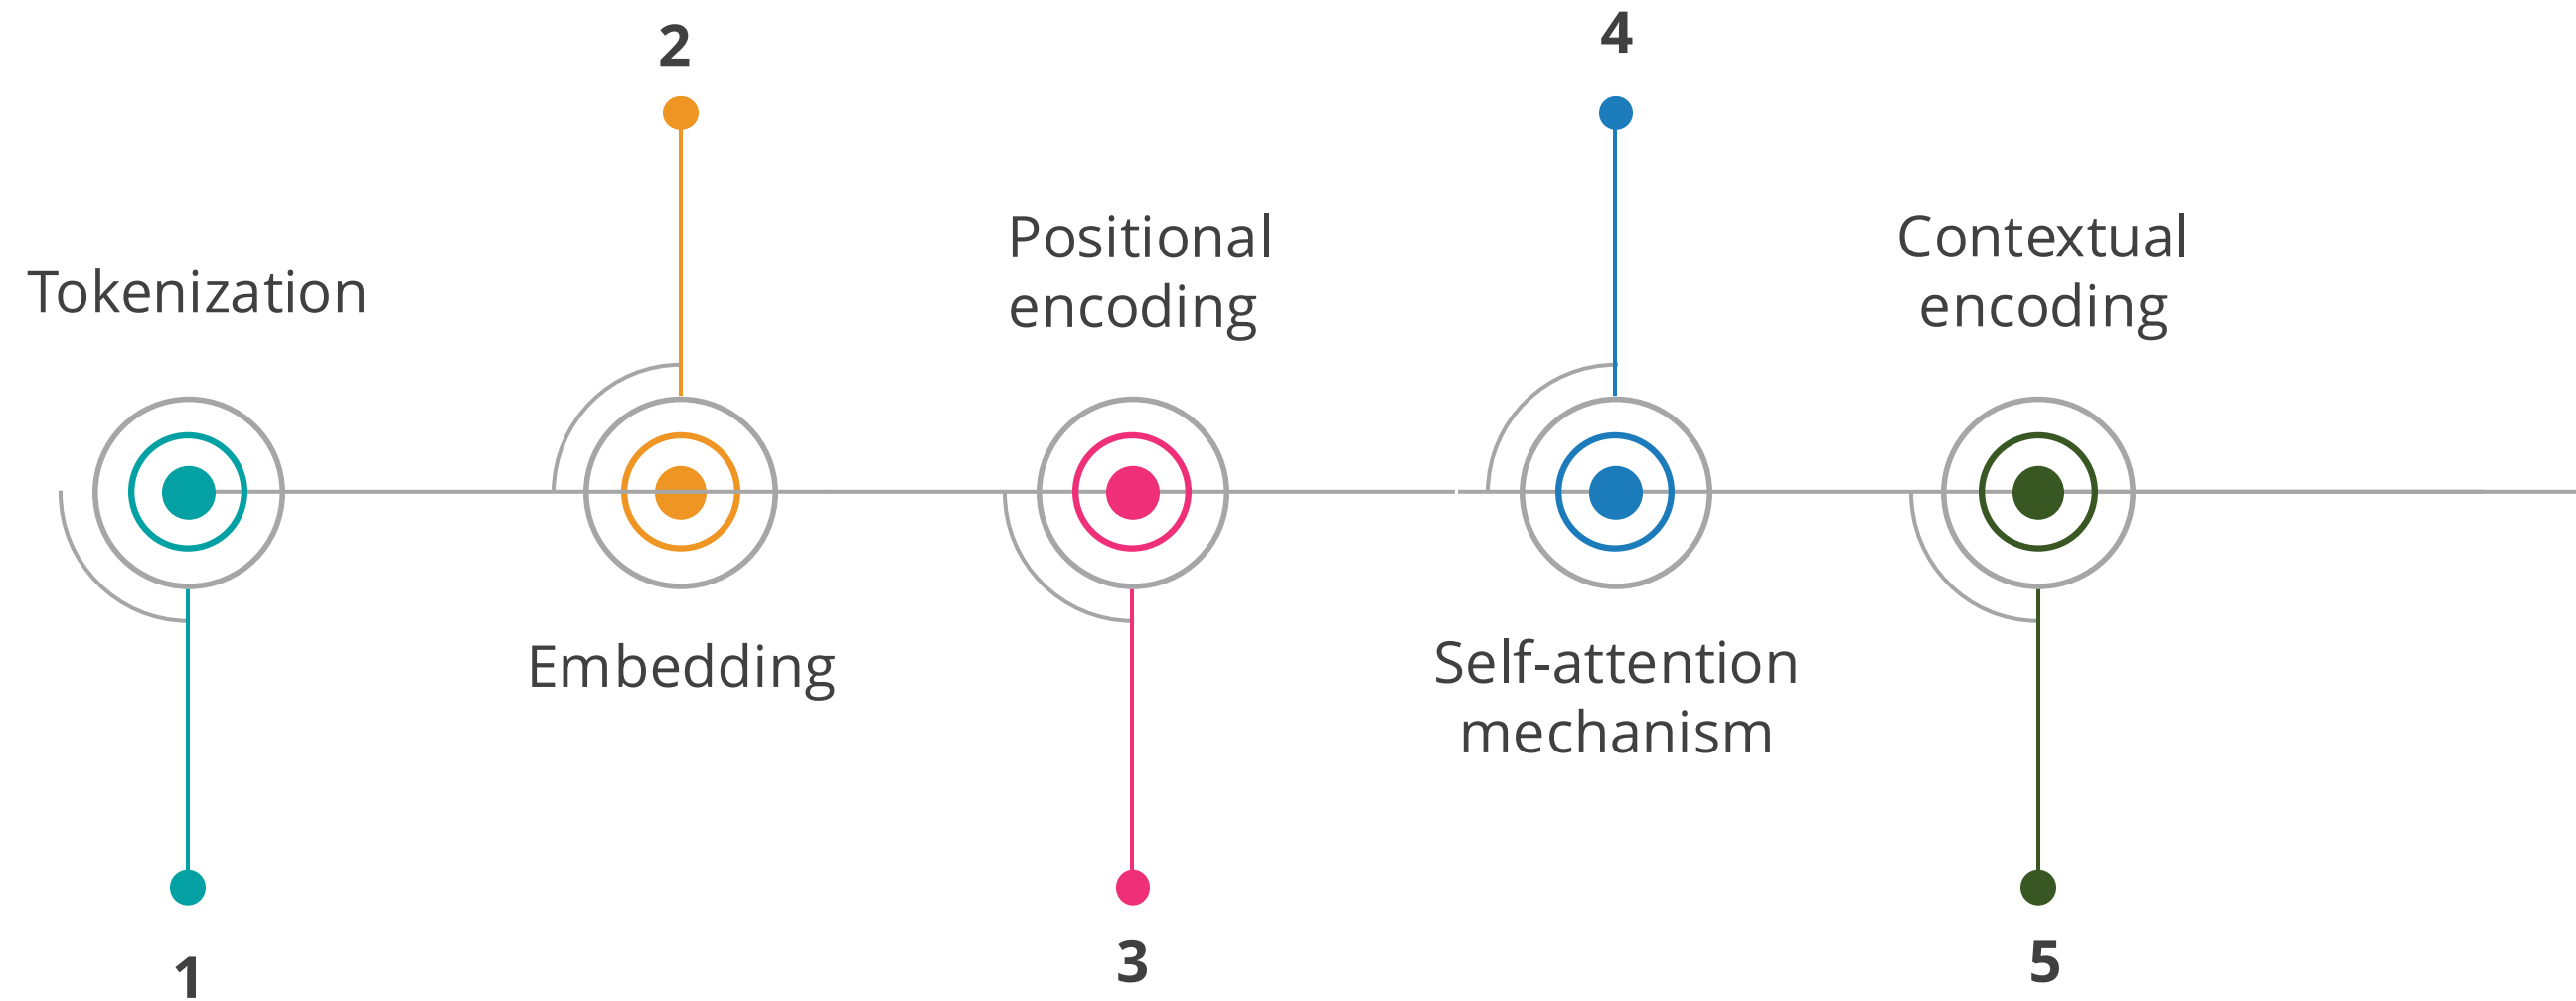 1
Tokenization
2
Embedding
3
Positional
encoding
4
Self-attention
mechanism
5
Contextual
encoding